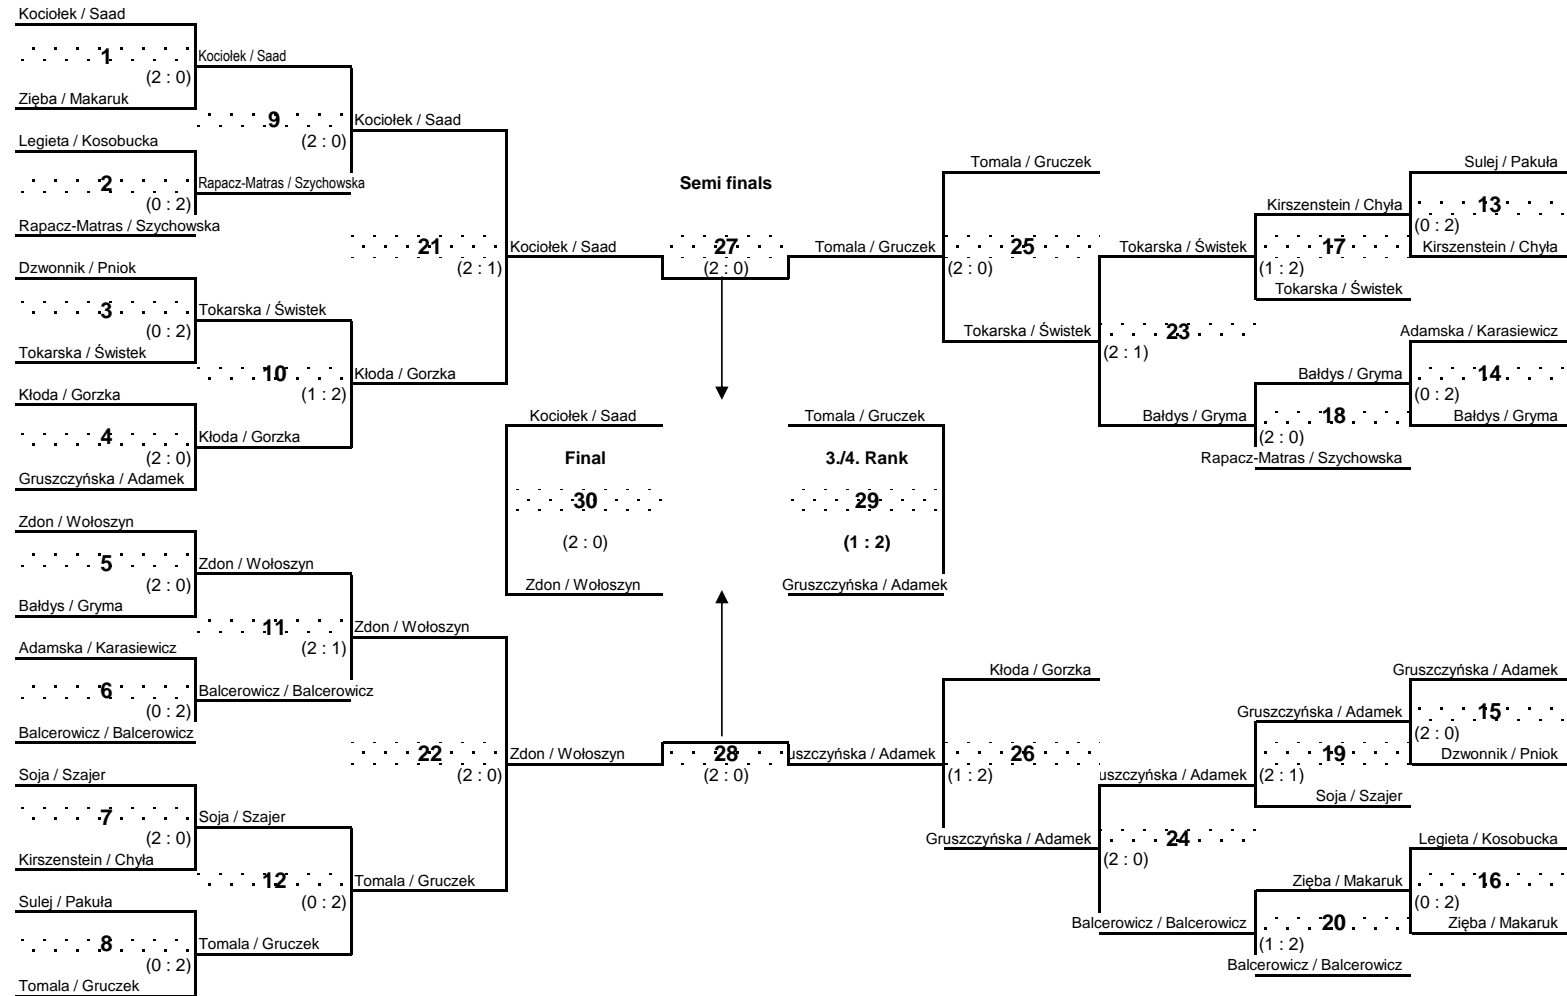 Kociołek / Saad
1
Kociołek / Saad
(2 : 0)
Zięba / Makaruk
9
Kociołek / Saad
(2 : 0)
Legieta / Kosobucka
2
Rapacz-Matras / Szychowska
(0 : 2)
Rapacz-Matras / Szychowska
21
Kociołek / Saad
(2 : 1)
Dzwonnik / Pniok
3
Tokarska / Świstek
(0 : 2)
Tokarska / Świstek
10
Kłoda / Gorzka
(1 : 2)
Kłoda / Gorzka
4
Kłoda / Gorzka
(2 : 0)
Gruszczyńska / Adamek
Zdon / Wołoszyn
5
Zdon / Wołoszyn
(2 : 0)
Bałdys / Gryma
11
Zdon / Wołoszyn
(2 : 1)
Adamska / Karasiewicz
6
Balcerowicz / Balcerowicz
(0 : 2)
Balcerowicz / Balcerowicz
22
Zdon / Wołoszyn
(2 : 0)
Soja / Szajer
7
Soja / Szajer
(2 : 0)
Kirszenstein / Chyła
12
Tomala / Gruczek
(0 : 2)
Sulej / Pakuła
8
Tomala / Gruczek
(0 : 2)
Tomala / Gruczek
Semi finals
27
(2 : 0)
Tomala / Gruczek
Kociołek / Saad
Final
30
(2 : 0)
Zdon / Wołoszyn
Tomala / Gruczek
3./4. Rank
29
(1 : 2)
Gruszczyńska / Adamek
28
(2 : 0)
uszczyńska / Adamek
Tomala / Gruczek
25
(2 : 0)
Tokarska / Świstek
Tokarska / Świstek
23
(2 : 1)
Bałdys / Gryma
Kirszenstein / Chyła
17
(1 : 2)
Tokarska / Świstek
Sulej / Pakuła
13
(0 : 2)
Kirszenstein / Chyła
Adamska / Karasiewicz
Bałdys / Gryma
14
(0 : 2)
Bałdys / Gryma
18
(2 : 0)
Rapacz-Matras / Szychowska
Kłoda / Gorzka
26
(1 : 2)
Gruszczyńska / Adamek
uszczyńska / Adamek
24
(2 : 0)
Balcerowicz / Balcerowicz
Gruszczyńska / Adamek
Gruszczyńska / Adamek
15
(2 : 0)
Dzwonnik / Pniok
19
(2 : 1)
Soja / Szajer
Legieta / Kosobucka
Zięba / Makaruk
16
(0 : 2)
Zięba / Makaruk
20
(1 : 2)
Balcerowicz / Balcerowicz